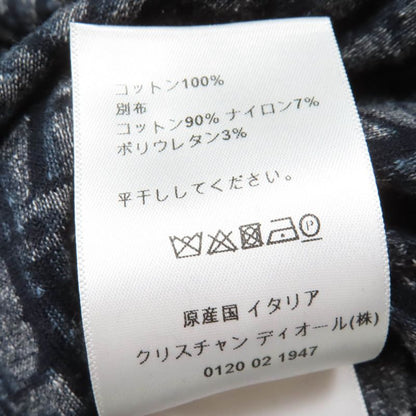 コットン100%
別布
コットン90% ナイロン7%
ポリウレタン3%
平干ししてください。
P
原産国 イタリア
クリスチャン ディオール(株)
0120 02 1947